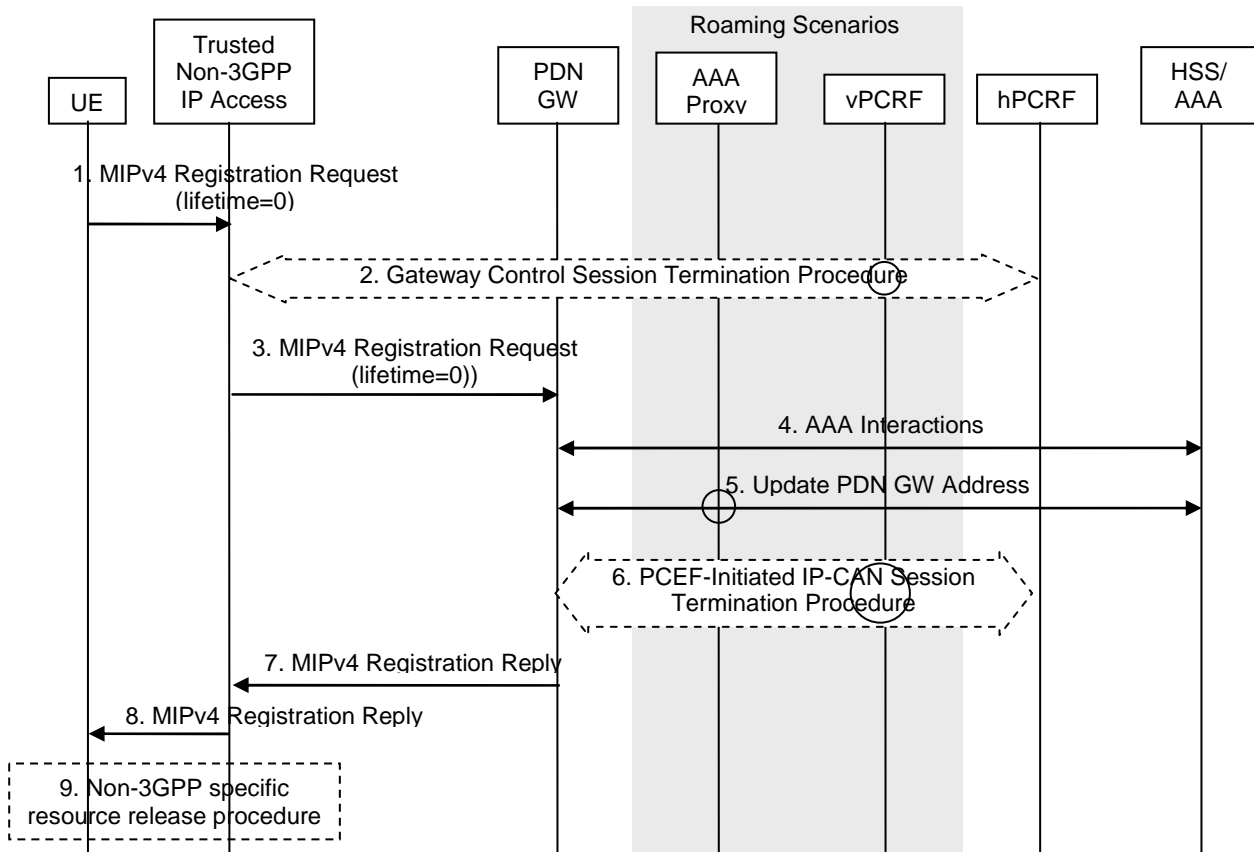 Roaming Scenarios
UE
Trusted
Non-3GPP
IP Access
PDN
GW
AAA
Proxy
vPCRF
hPCRF
HSS/
AAA
1. MIPv4 Registration Request
(lifetime=0)
2. Gateway Control Session Termination Procedure
3. MIPv4 Registration Request
(lifetime=0))
4. AAA Interactions
5. Update PDN GW Address
6. PCEF-Initiated IP-CAN Session
Termination Procedure
7. MIPv4 Registration Reply
8. MIPv4 Registration Reply
9. Non-3GPP specific
resource release procedure